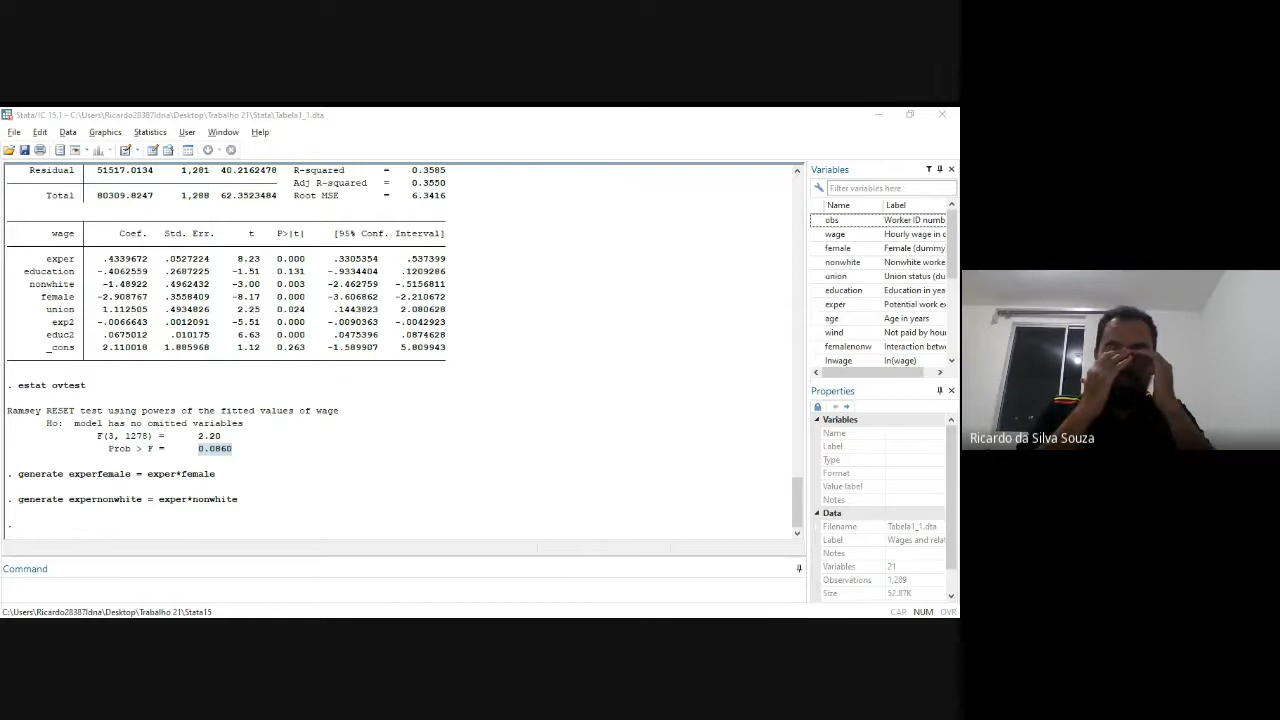 Stata/IC 15.1 - C:\Users\Ricardo28387ldna\Desktop\Trabalho 21\Stata\Tabela1_1.dta
File Edit Data Graphics Statistics User Window Help
Residual 51517.0134 1,281 40.2162478 R-squared = 0.3585
Adj R-squared = 0.3550
Total 80309.8247 1,288 62.3523484 Root MSE = 6.3416
wage Coef. Std. Err. t P>|t| [95% Conf. Interval]
exper .4339672 .0527224 8.23 0.000 .3305354 .537399
education -.4062559 .2687225 -1.51 0.131 -.9334404 .1209286
nonwhite -1.48922 .4962432 -3.00 0.003 -2.462759 -.5156811
female -2.908767 .3558409 -8.17 0.000 -3.606862 -2.210672
union 1.112505 .4934826 2.25 0.024 .1443823 2.080628
exp2 -.0066643 .0012091 -5.51 0.000 -.0090363 -.0042923
educ2 .0675012 .010175 6.63 0.000 .0475396 .0874628
_cons 2.110018 1.885968 1.12 0.263 -1.589907 5.809943
. estat ovtest
Ramsey RESET test using powers of the fitted values of wage
Ho: model has no omitted variables
F(3, 1278) = 2.20
Prob > F = 0.0860
. generate experfemale = exper*female
. generate expernonwhite = exper*nonwhite
.
Command
C:\Users\Ricardo28387ldna\Desktop\Trabalho 21\Stata15
Variables
Filter variables here
Name Label
obs Worker ID numb
wage Hourly wage in d
female Female (dummy
nonwhite Nonwhite worke
union Union status (du
education Education in yea
exper Potential work ex
age Age in years
wind Not paid by hour
femalenonw Interaction betwe
lnwage ln(wage)
Properties
Variables
Name
Label
Type
Format
Value label
Notes
Data
Filename Tabela1_1.dta
Label Wages and relat
Notes
Variables 21
Observations 1,289
Size 52.87K
CAP NUM OVR
Ricardo da Silva Souza